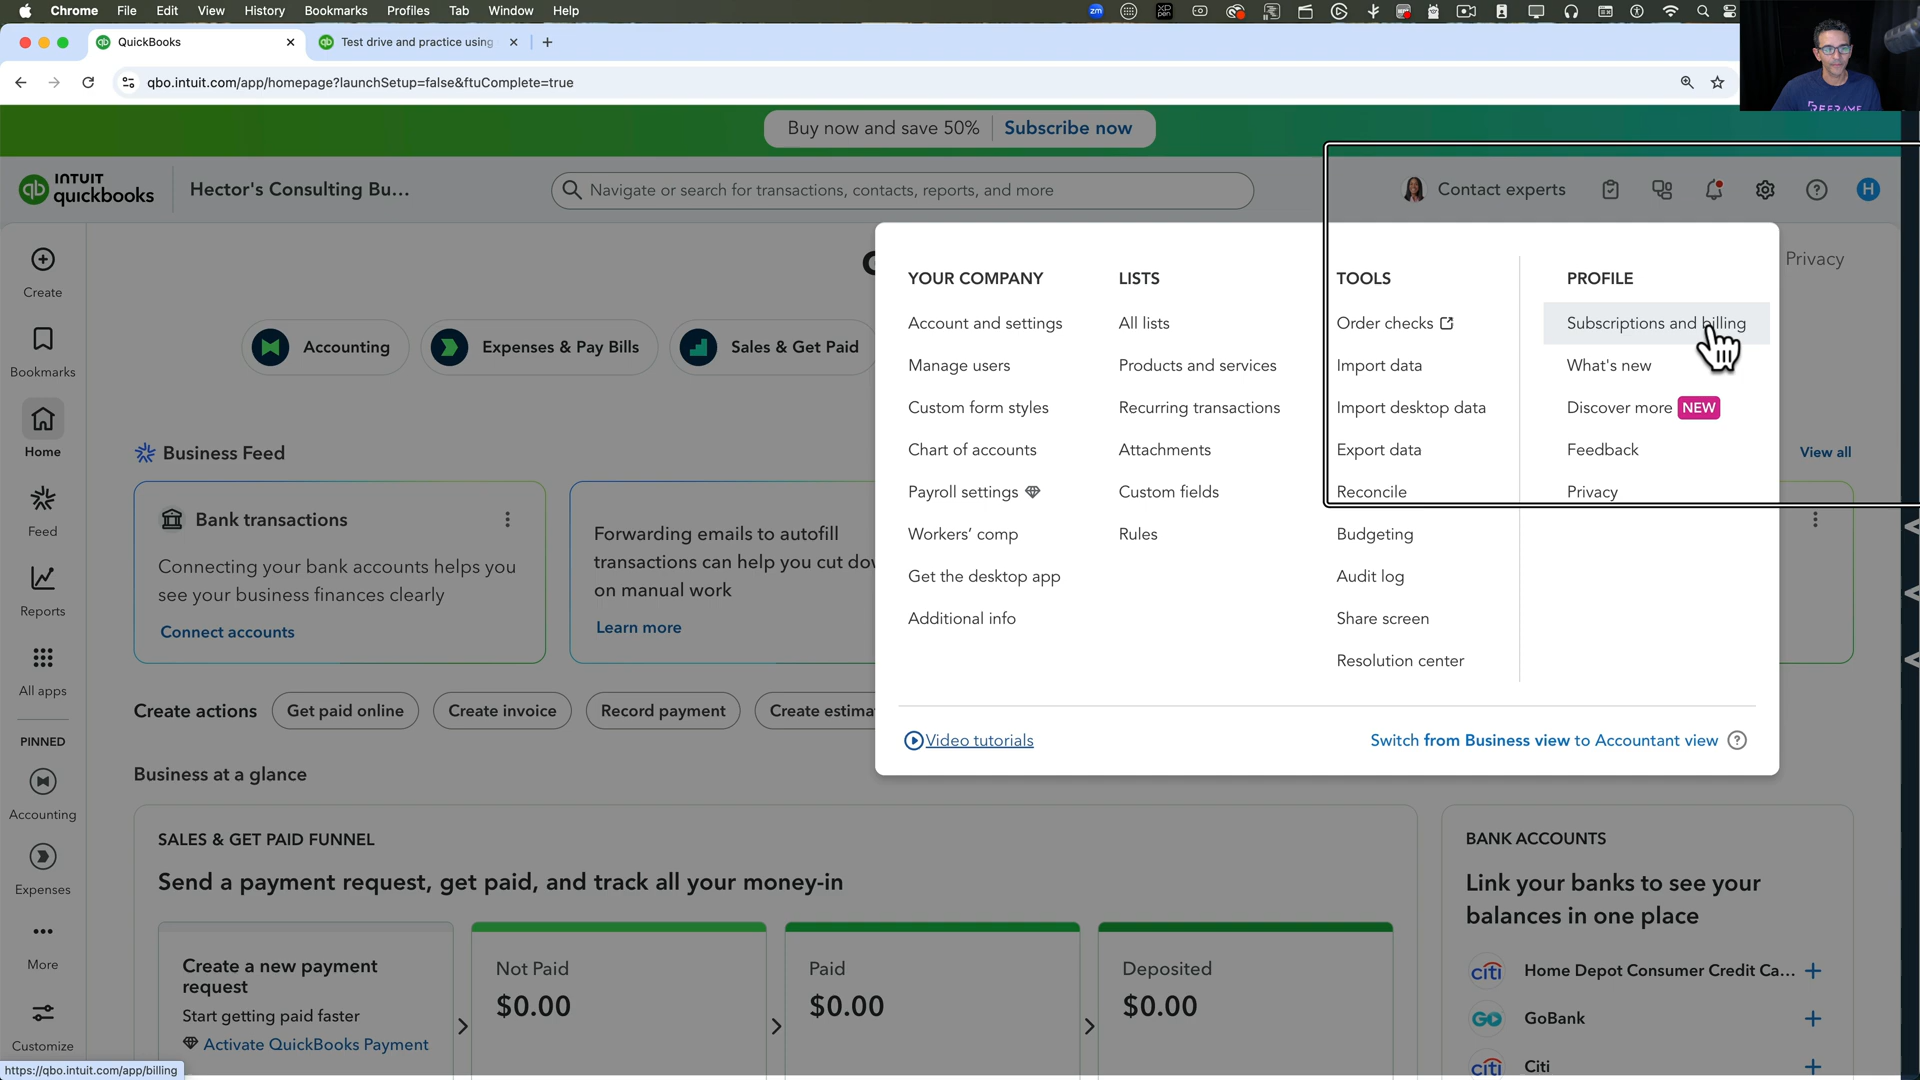 Chrome File Edit View History Bookmarks Profiles Tab Window Help
zm
XP PEN
QuickBooks
Test drive and practice using
qbo.intuit.com/app/homepage?launchSetup=false&ftuComplete=true
Buy now and save 50% Subscribe now
INTUIT
quickbooks
Hector's Consulting Bu...
Navigate or search for transactions, contacts, reports, and more
Contact experts
H
Create
Bookmarks
Home
Feed
Reports
All apps
PINNED
Accounting
Expenses
More
Customize
Privacy
Accounting
Expenses & Pay Bills
Sales & Get Paid
Business Feed
View all
Bank transactions
Connecting your bank accounts helps you
see your business finances clearly
Connect accounts
Forwarding emails to autofill
transactions can help you cut dow
on manual work
Learn more
Create actions
Get paid online
Create invoice
Record payment
Create estima
Business at a glance
YOUR COMPANY
Account and settings
Manage users
Custom form styles
Chart of accounts
Payroll settings
Workers' comp
Get the desktop app
Additional info
LISTS
All lists
Products and services
Recurring transactions
Attachments
Custom fields
Rules
TOOLS
Order checks
Import data
Import desktop data
Export data
Reconcile
Budgeting
Audit log
Share screen
Resolution center
PROFILE
Subscriptions and billing
What's new
Discover more NEW
Feedback
Privacy
Video tutorials
Switch from Business view to Accountant view
SALES & GET PAID FUNNEL
Send a payment request, get paid, and track all your money-in
Create a new payment
request
Start getting paid faster
Activate QuickBooks Payment
Not Paid
$0.00
Paid
$0.00
Deposited
$0.00
BANK ACCOUNTS
Link your banks to see your
balances in one place
citi Home Depot Consumer Credit Ca...
GO GoBank
citi Citi
https://qbo.intuit.com/app/billing